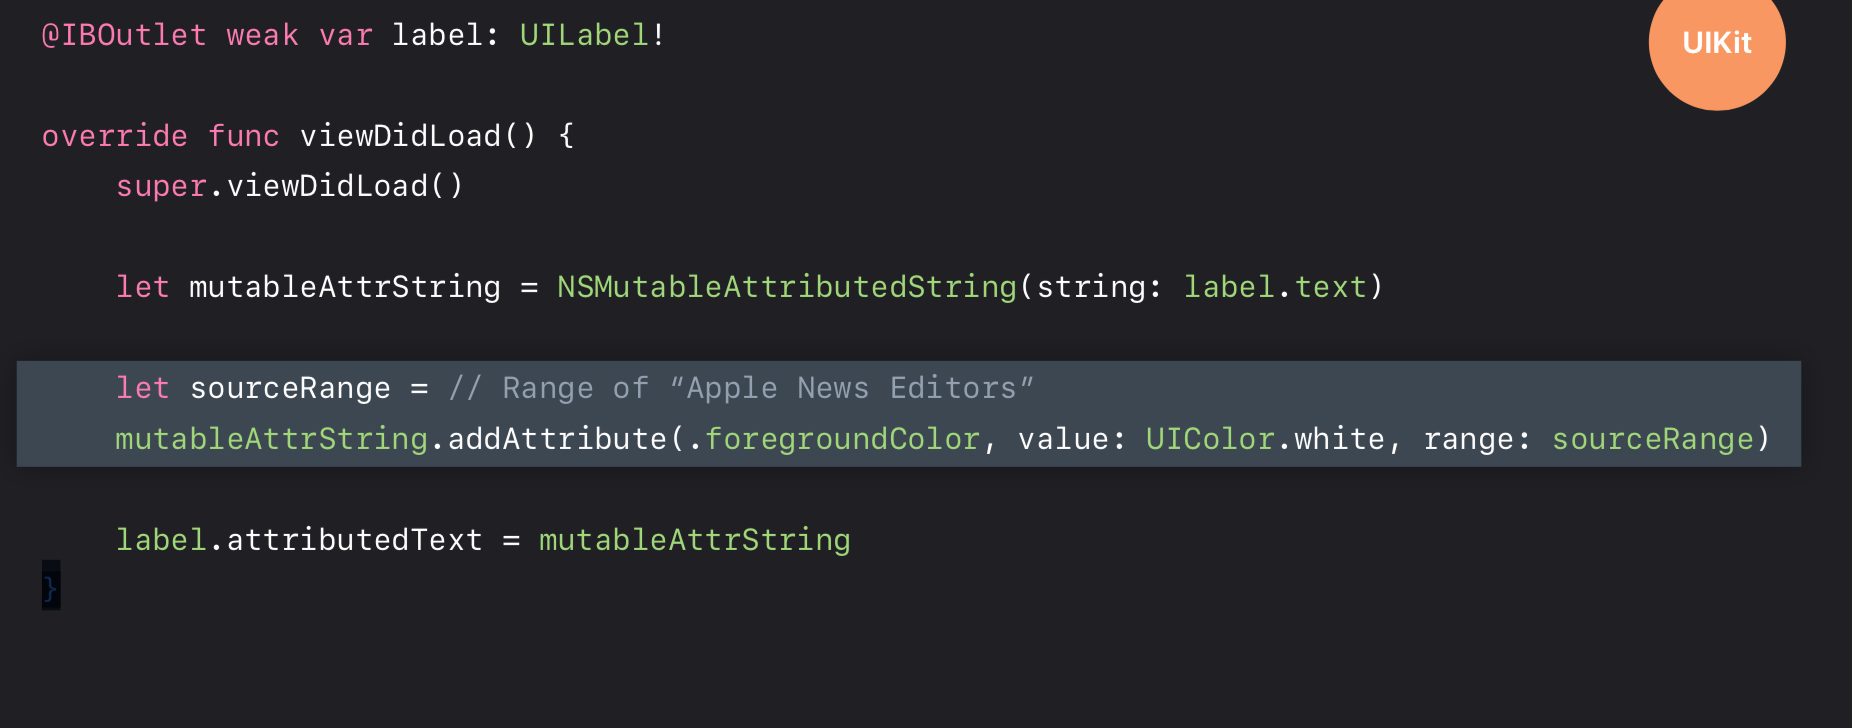 @IBOutlet weak var label: UILabel!
UIKit
override func viewDidLoad() {
super.viewDidLoad()
let mutableAttrString = NSMutableAttributedString(string: label.text)
let sourceRange = // Range of “Apple News Editors”
mutableAttrString.addAttribute(.foregroundColor, value: UIColor.white, range: sourceRange)
label.attributedText = mutableAttrString
}